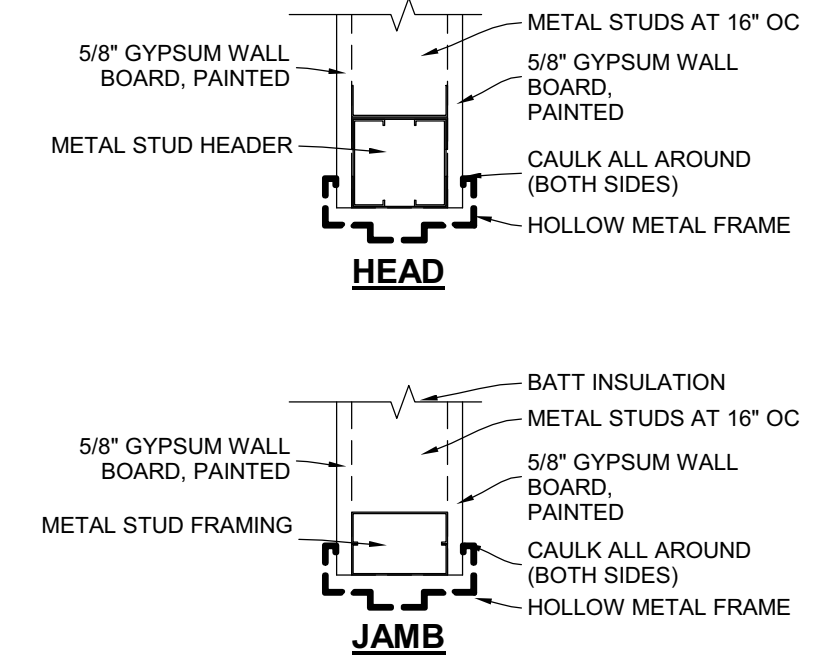 METAL STUDS AT 16" OC
5/8" GYPSUM WALL
BOARD, PAINTED
5/8" GYPSUM WALL
BOARD,
PAINTED
METAL STUD HEADER
CAULK ALL AROUND
(BOTH SIDES)
HOLLOW METAL FRAME
HEAD
BATT INSULATION
METAL STUDS AT 16" OC
5/8" GYPSUM WALL
BOARD, PAINTED
5/8" GYPSUM WALL
BOARD,
PAINTED
METAL STUD FRAMING
CAULK ALL AROUND
(BOTH SIDES)
HOLLOW METAL FRAME
JAMB